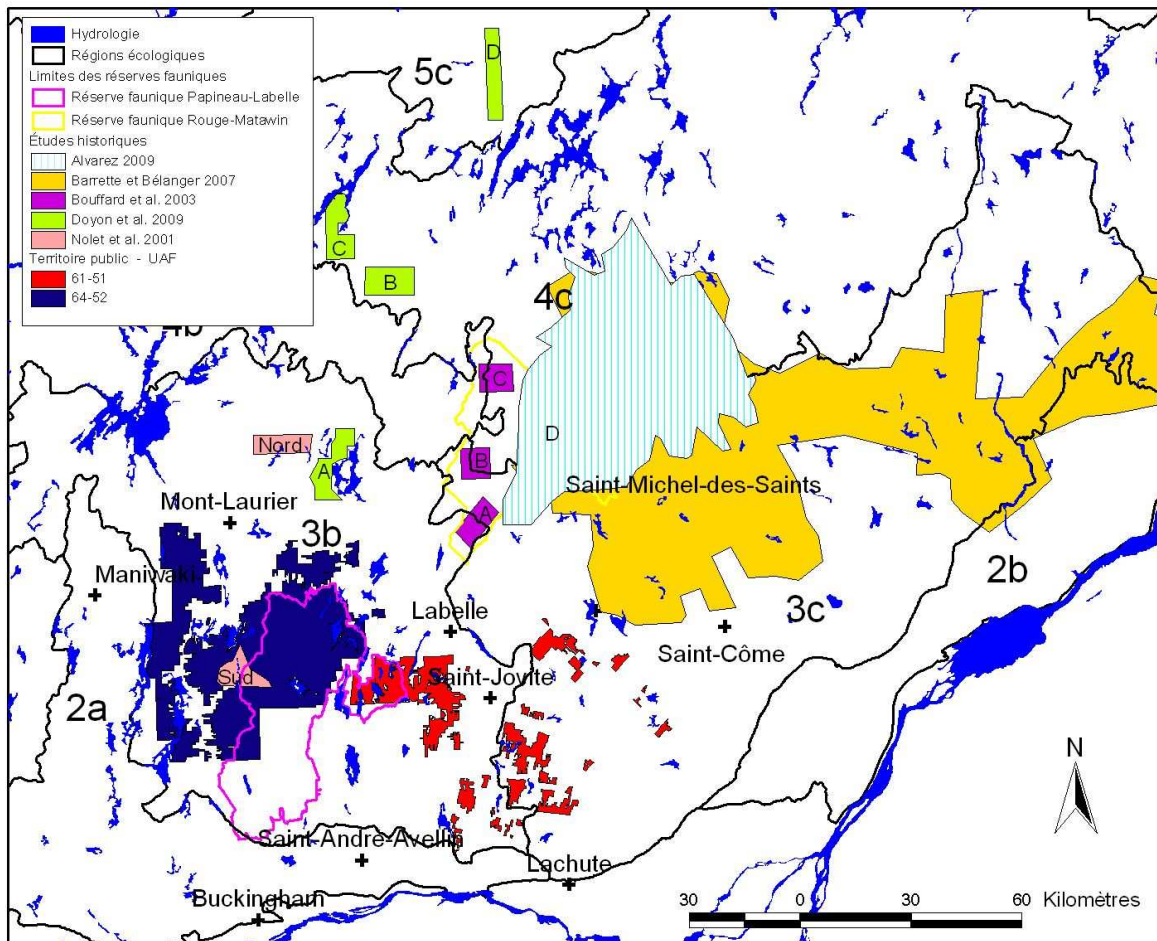 Hydrologie
Régions écologiques
Limites des réserves fauniques
Réserve faunique Papineau-Labelle
Réserve faunique Rouge-Matawin
Études historiques
Alvarez 2009
Barrette et Bélanger 2007
Bouffard et al. 2003
Doyon et al. 2009
Nolet et al. 2001
Territoire public - UAF
61-51
64-52
D
5c
C
B
4c
4b
C
D
Nord
B
A
Saint-Michel-des-Saints
Mont-Laurier
A
3b
2b
Maniwaki
Labelle
3c
Saint-Côme
Sud
Saint-Jovite
2a
N
Saint-André-Avellin
Lachute
Buckingham
30 0 30 60 Kilomètres